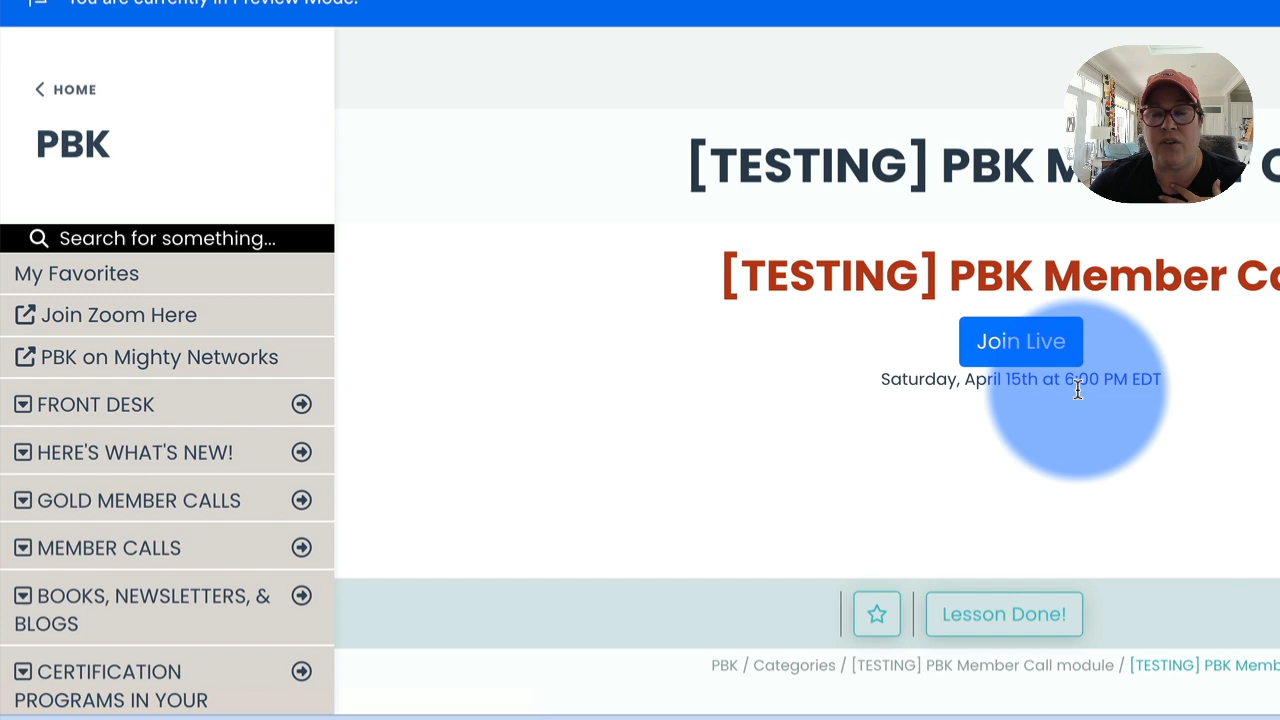 You are currently in Preview Mode.
HOME
PBK
[TESTING] PBK M
[TESTING] PBK Member Ca
Search for something...
My Favorites
Join Zoom Here
PBK on Mighty Networks
FRONT DESK
HERE'S WHAT'S NEW!
GOLD MEMBER CALLS
MEMBER CALLS
BOOKS, NEWSLETTERS, &
BLOGS
CERTIFICATION
PROGRAMS IN YOUR
Join Live
Saturday, April 15th at 6:00 PM EDT
Lesson Done!
PBK / Categories / [TESTING] PBK Member Call module / [TESTING] PBK Memb